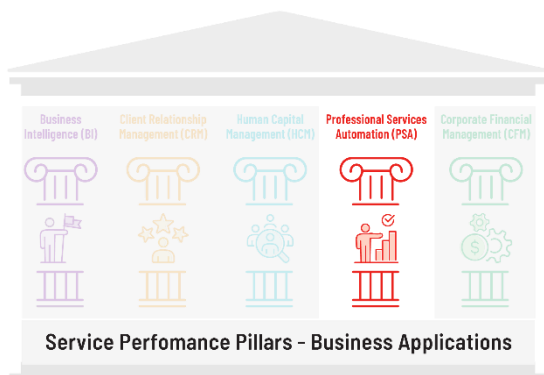 Business
Intelligence (BI)
Client Relationship
Management (CRM)
Human Capital
Management (HCM)
Professional Services
Automation (PSA)
Corporate Financial
Management (CFM)
$
Service Perfomance Pillars - Business Applications